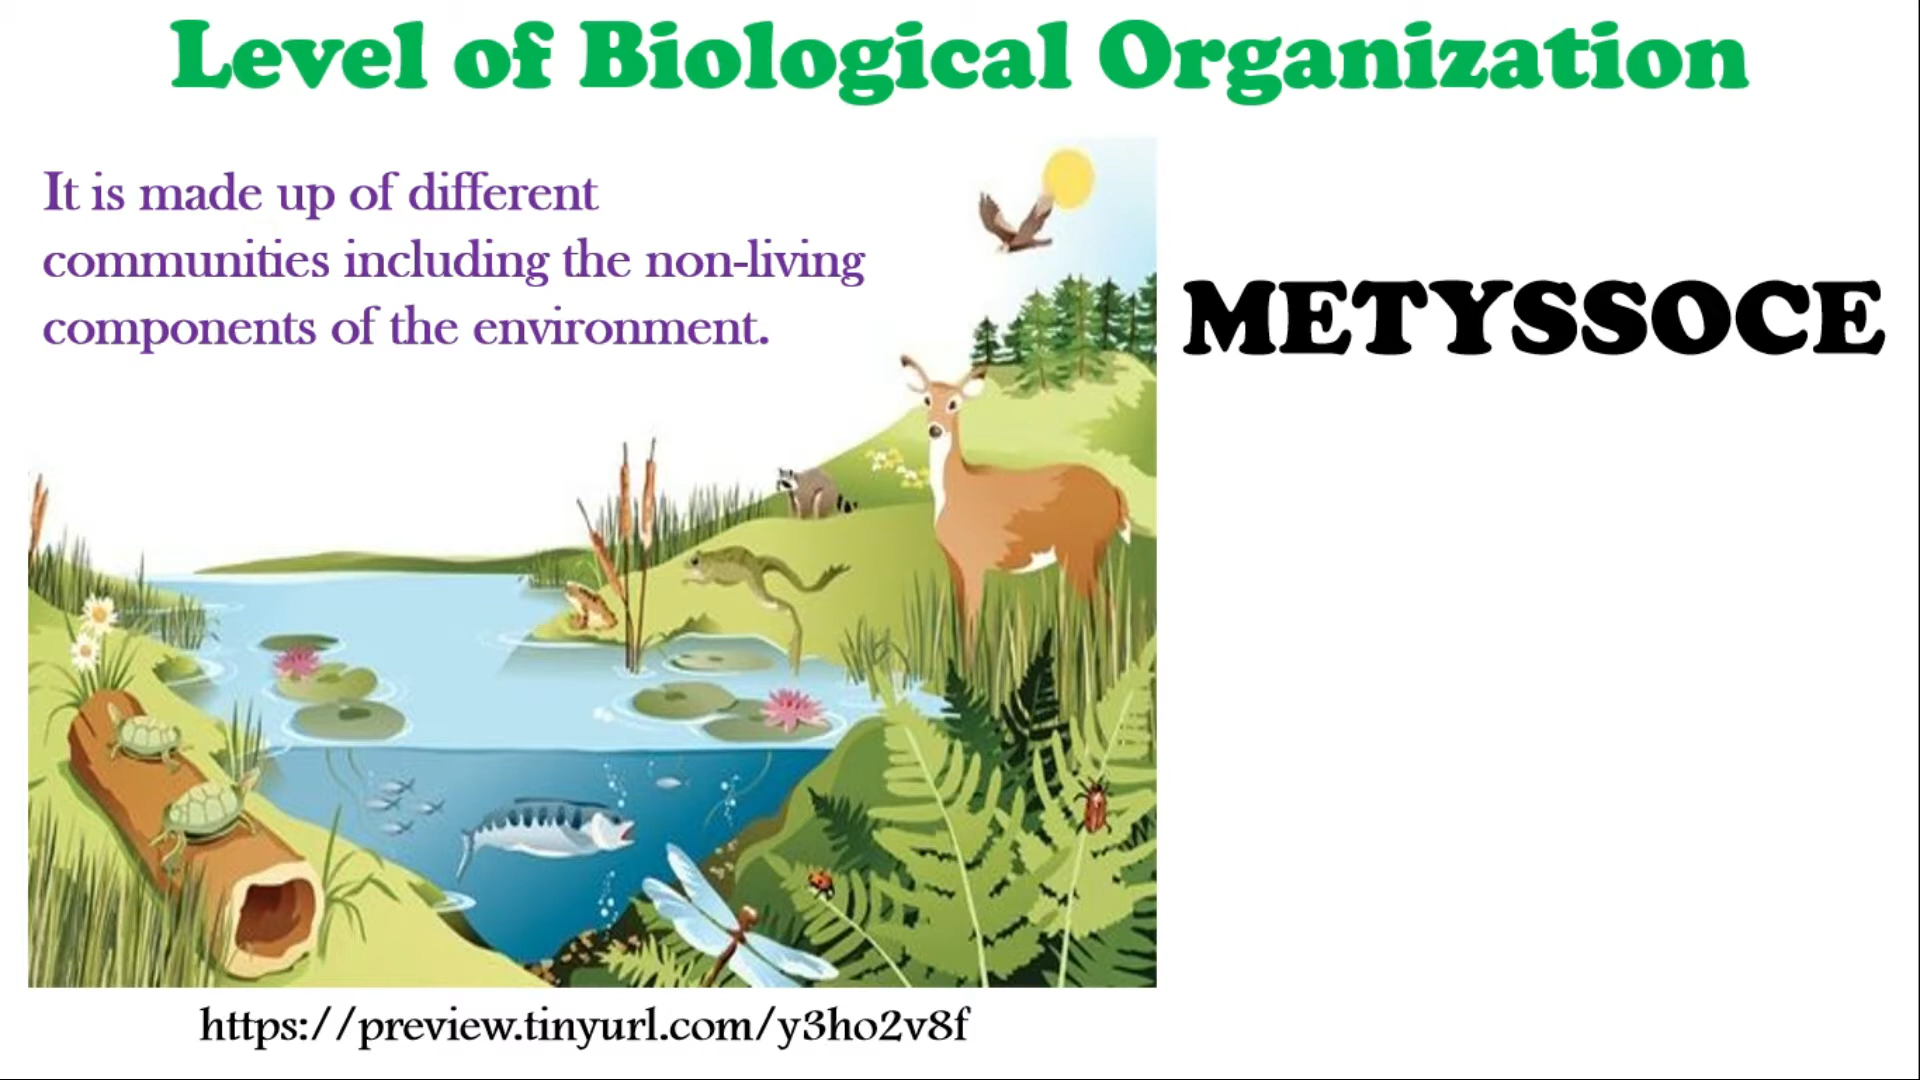 Level of Biological Organization
It is made up of different
communities including the non-living
components of the environment.
METYSSOCE
https://preview.tinyurl.com/y3ho2v8f